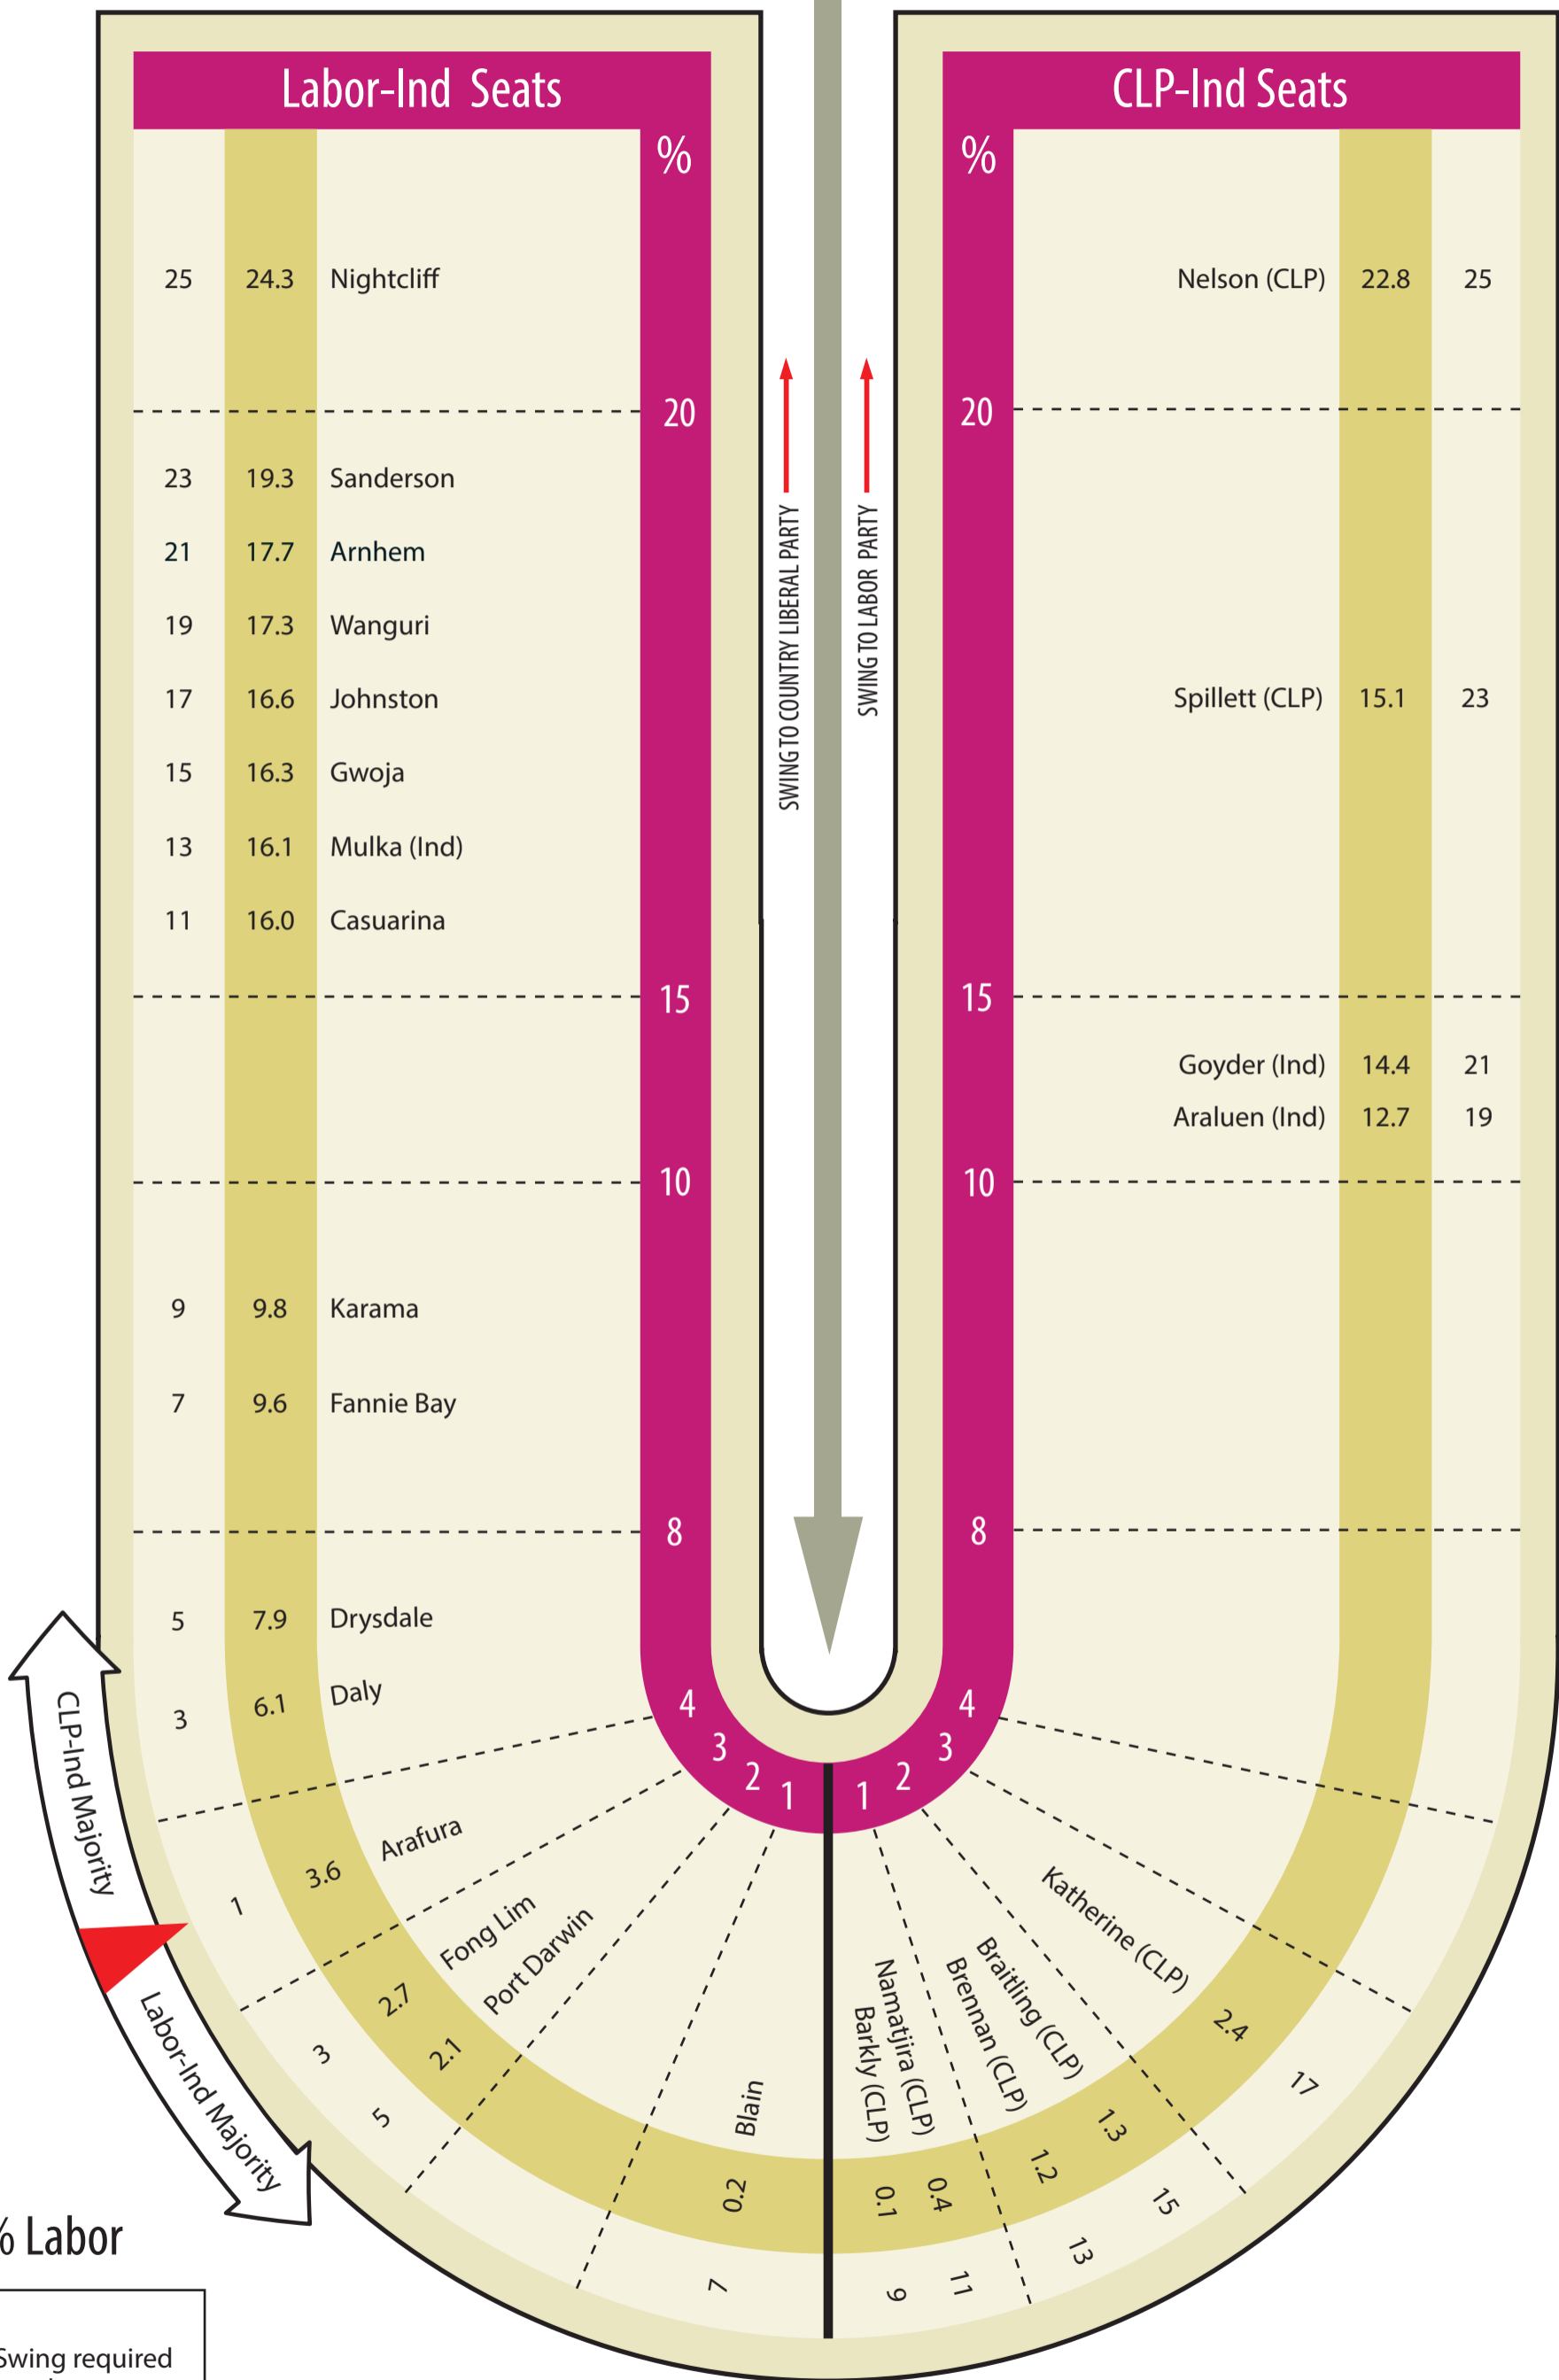 Labor-Ind Seats
%
25 24.3 Nightcliff
20
23 19.3 Sanderson
21 17.7 Arnhem
19 17.3 Wanguri
17 16.6 Johnston
15 16.3 Gwoja
13 16.1 Mulka (Ind)
11 16.0 Casuarina
15
10
9 9.8 Karama
7 9.6 Fannie Bay
8
5 7.9 Drysdale
3 6.1 Daly
4
1 3.6 Arafura
3
3 2.7 Fong Lim
5 2.1 Port Darwin
2
1
7 0.2 Blain
SWING TO COUNTRY LIBERAL PARTY
SWING TO LABOR PARTY
CLP-Ind Seats
%
Nelson (CLP) 22.8 25
20
Spillett (CLP) 15.1 23
15
Goyder (Ind) 14.4 21
Araluen (Ind) 12.7 19
10
8
4
3
Katherine (CLP) 2.4 17
2
Braitling (CLP) 1.3 15
Brennan (CLP) 1.2 13
1
Namatjira (CLP) 0.4 11
Barkly (CLP) 0.1 9
CLP-Ind Majority
Labor-Ind Majority
% Labor
Swing required